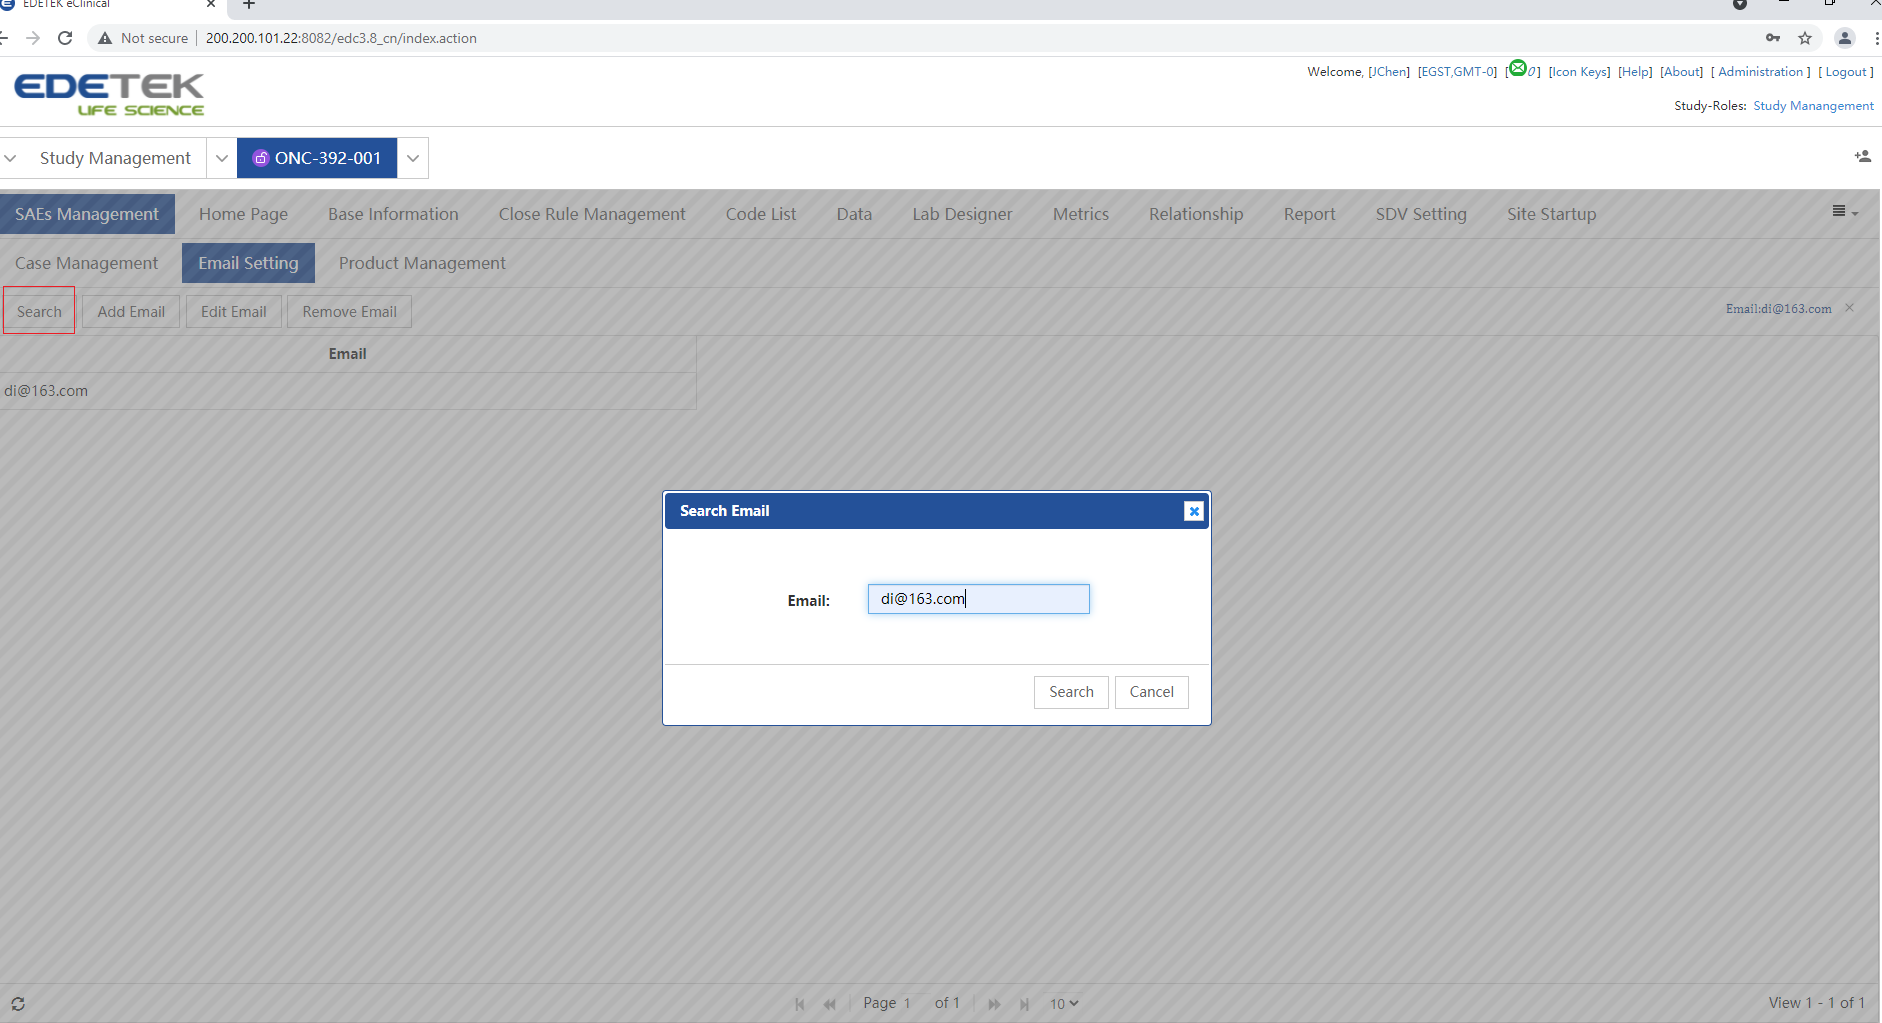 EDETEK eClinical
Not secure 200.200.101.22:8082/edc3.8_cn/index.action
EDETEK
LIFE SCIENCE
Welcome, [JChen] [EGST,GMT-0] [0] [Icon Keys] [Help] [About] [ Administration ] [ Logout ]
Study-Roles: Study Manangement
Study Management ONC-392-001
SAEs Management Home Page Base Information Close Rule Management Code List Data Lab Designer Metrics Relationship Report SDV Setting Site Startup
Case Management Email Setting Product Management
Search Add Email Edit Email Remove Email Email:di@163.com
Email
di@163.com
Search Email
Email: di@163.com
Search Cancel
Page 1 of 1 10 View 1 - 1 of 1